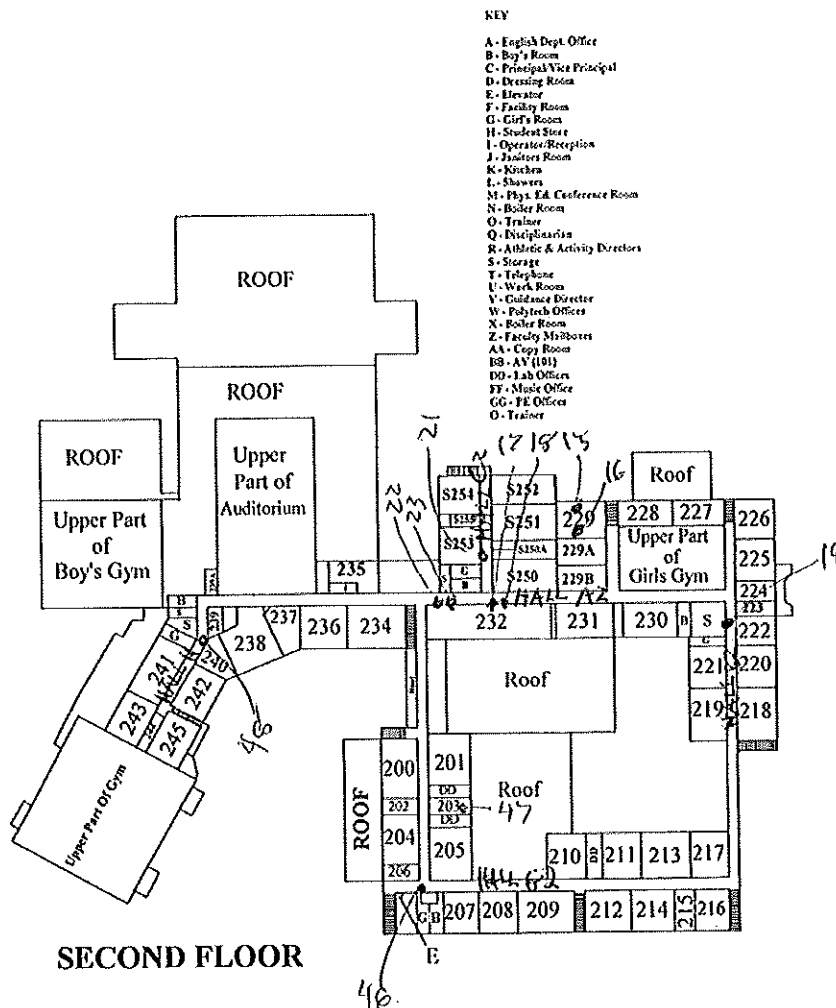 KEY
A - English Dept. Office
B - Boy's Room
C - Principal/Vice Principal
D - Dressing Room
E - Elevator
F - Facility Room
G - Girl's Room
H - Student Store
I - Operator/Reception
J - Janitors Room
K - Kitchen
L - Showers
M - Phys. Ed. Conference Room
N - Boiler Room
O - Trainer
Q - Disciplinarian
R - Athletic & Activity Directors
S - Storage
T - Telephone
U - Work Room
V - Guidance Director
W - Polytech Offices
X - Boiler Room
Z - Faculty Mailboxes
AA - Copy Room
BB - AV (101)
DD - Lab Offices
FF - Music Office
GG - PE Offices
O - Trainer
ROOF
ROOF
ROOF
Upper Part of Auditorium
Upper Part of Boy's Gym
21
22
23
17
18
15
16
Roof
S254
S252
S251
229
228
227
226
S253
S250A
229A
Upper Part of Girls Gym
225
235
S
G
B
S250
229B
224
19
223
HALL A2
B
S
S
G
239
238
237
236
234
232
231
230
B
S
G
222
241
240
242
243
245
45
Roof
221
220
219
218
Upper Part Of Gym
ROOF
200
201
DD
202
203
47
Roof
DD
204
205
206
210
DD
211
213
217
HALL G2
G
B
207
208
209
212
214
215
216
E
SECOND FLOOR
46